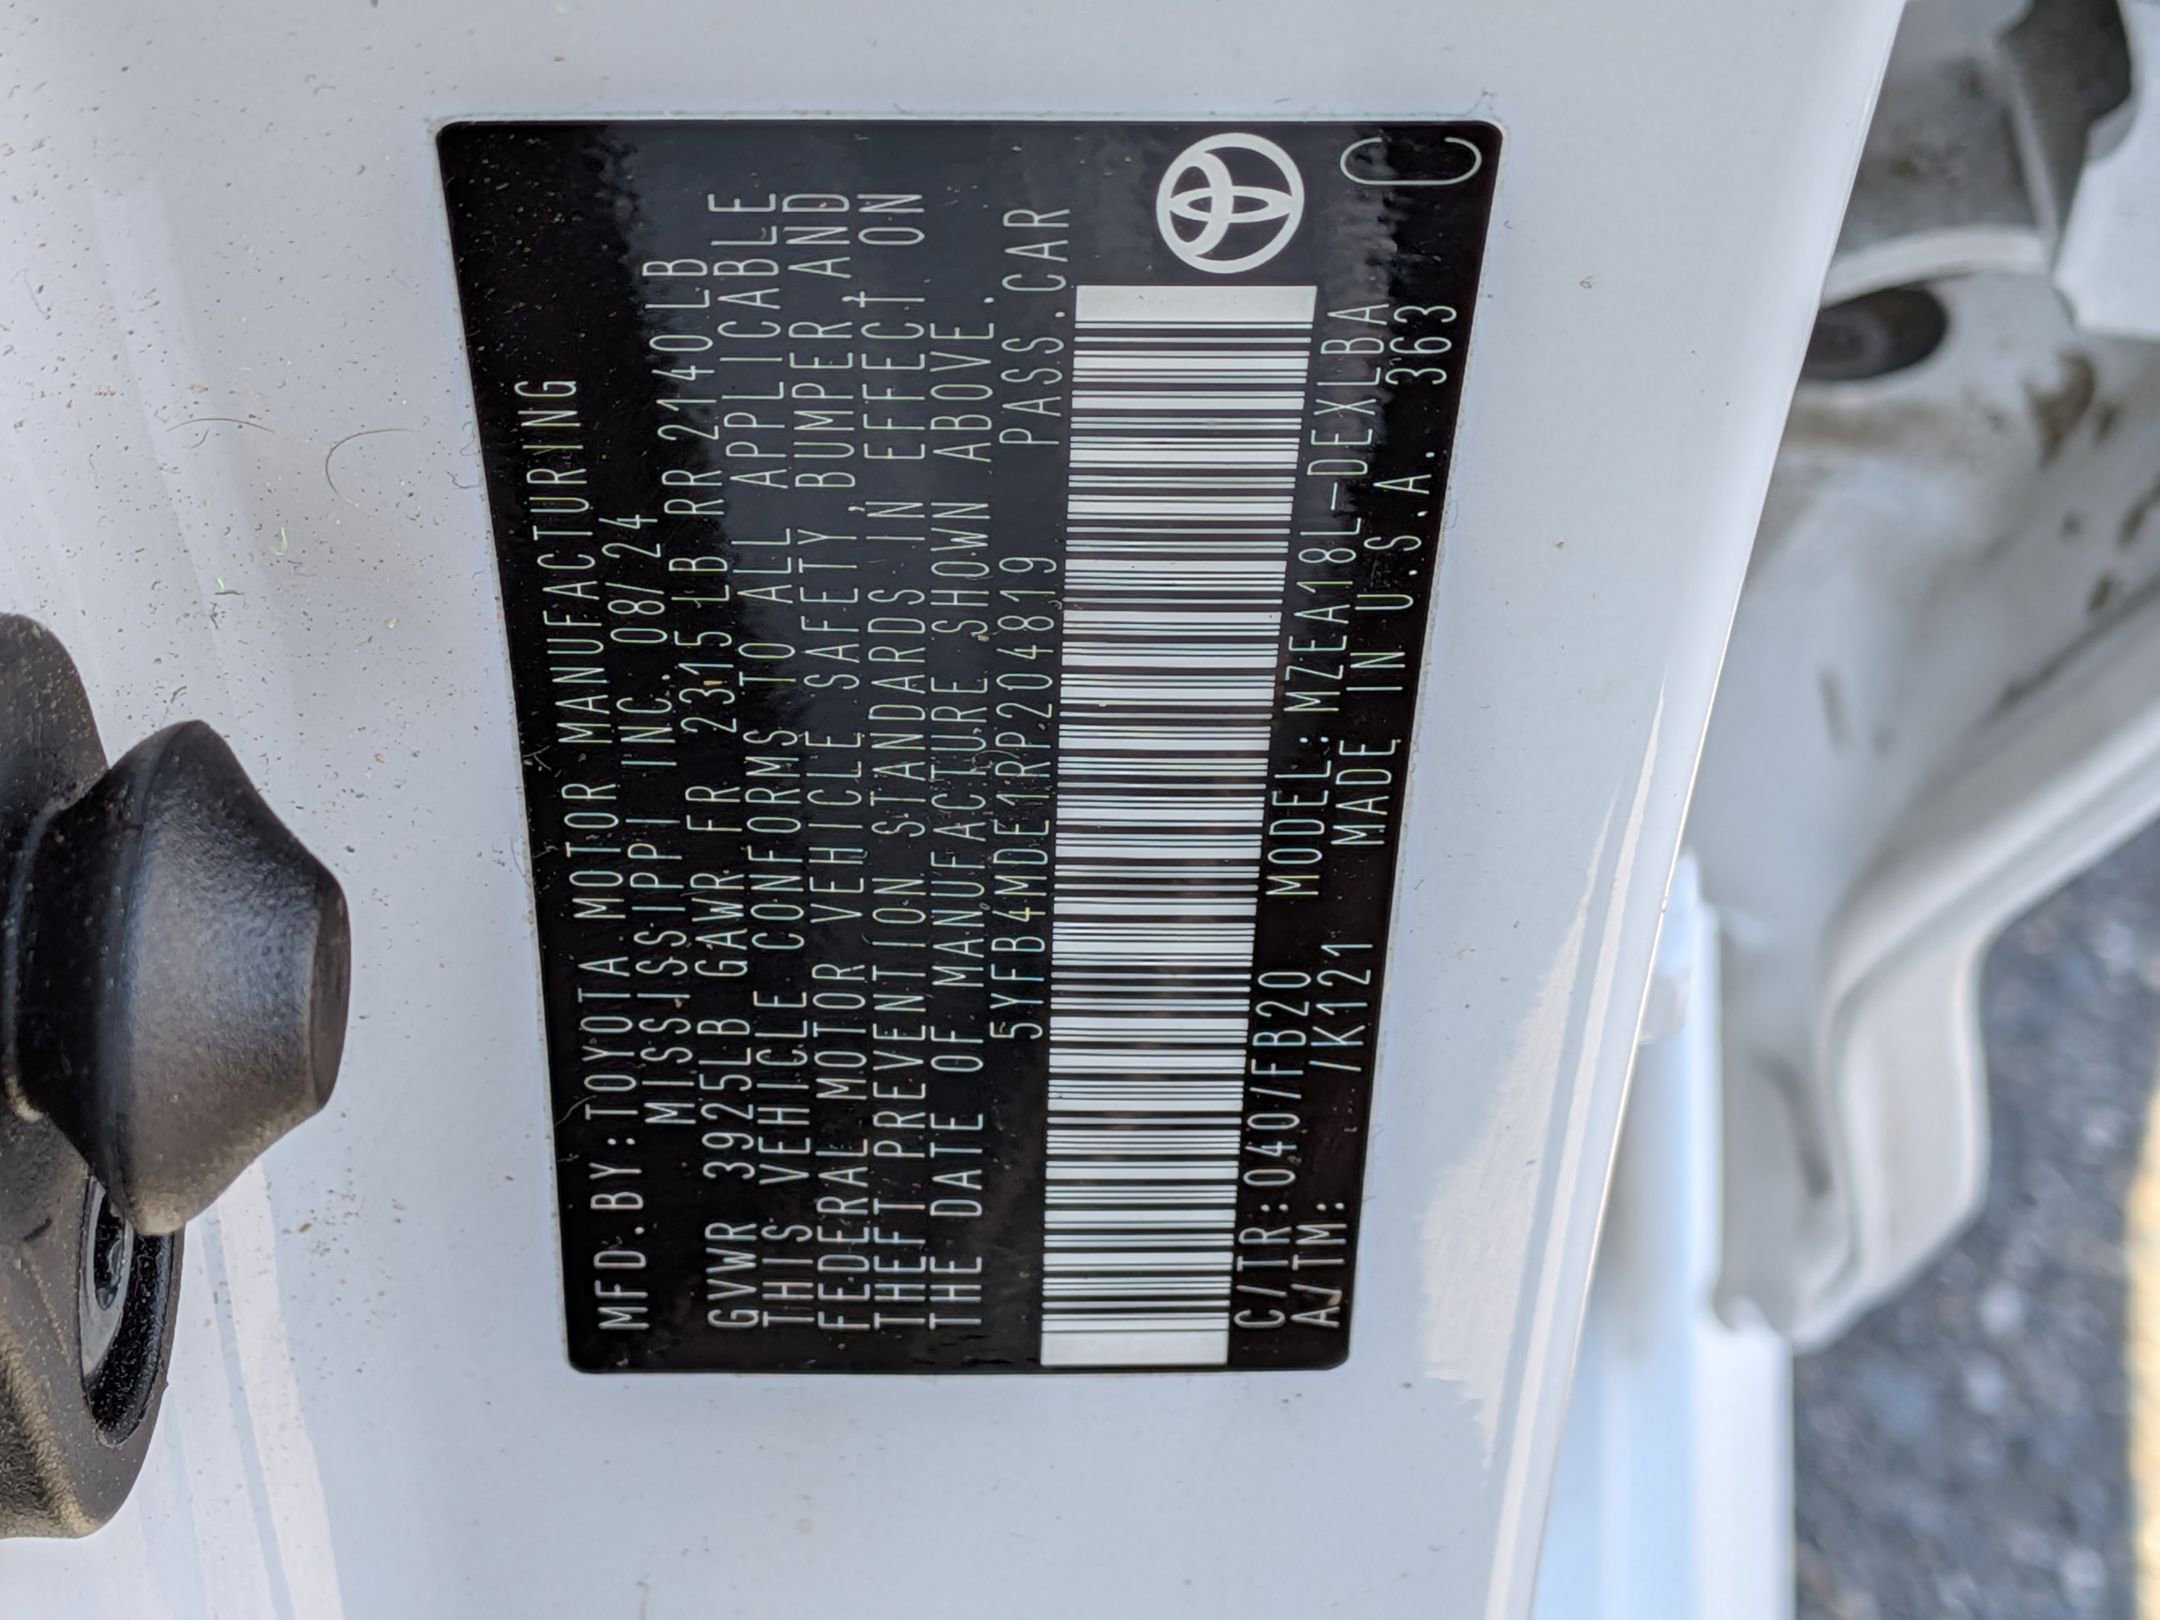 MFD.BY:TOYOTA MOTOR MANUFACTURING
MISSISSIPPI INC. 08/24
GVWR 3925LB GAWR FR 2315LB RR 2140LB
THIS VEHICLE CONFORMS TO ALL APPLICABLE
FEDERAL MOTOR VEHICLE SAFETY, BUMPER, AND
THEFT PREVENTION STANDARDS IN EFFECT ON
THE DATE OF MANUFACTURE SHOWN ABOVE.
5YFB4MDE1RP204819 PASS.CAR
C/TR:040/FB20 MODEL:MZEA18L-DEXLBA
A/TM: /K121 MADE IN U.S.A. 363 C